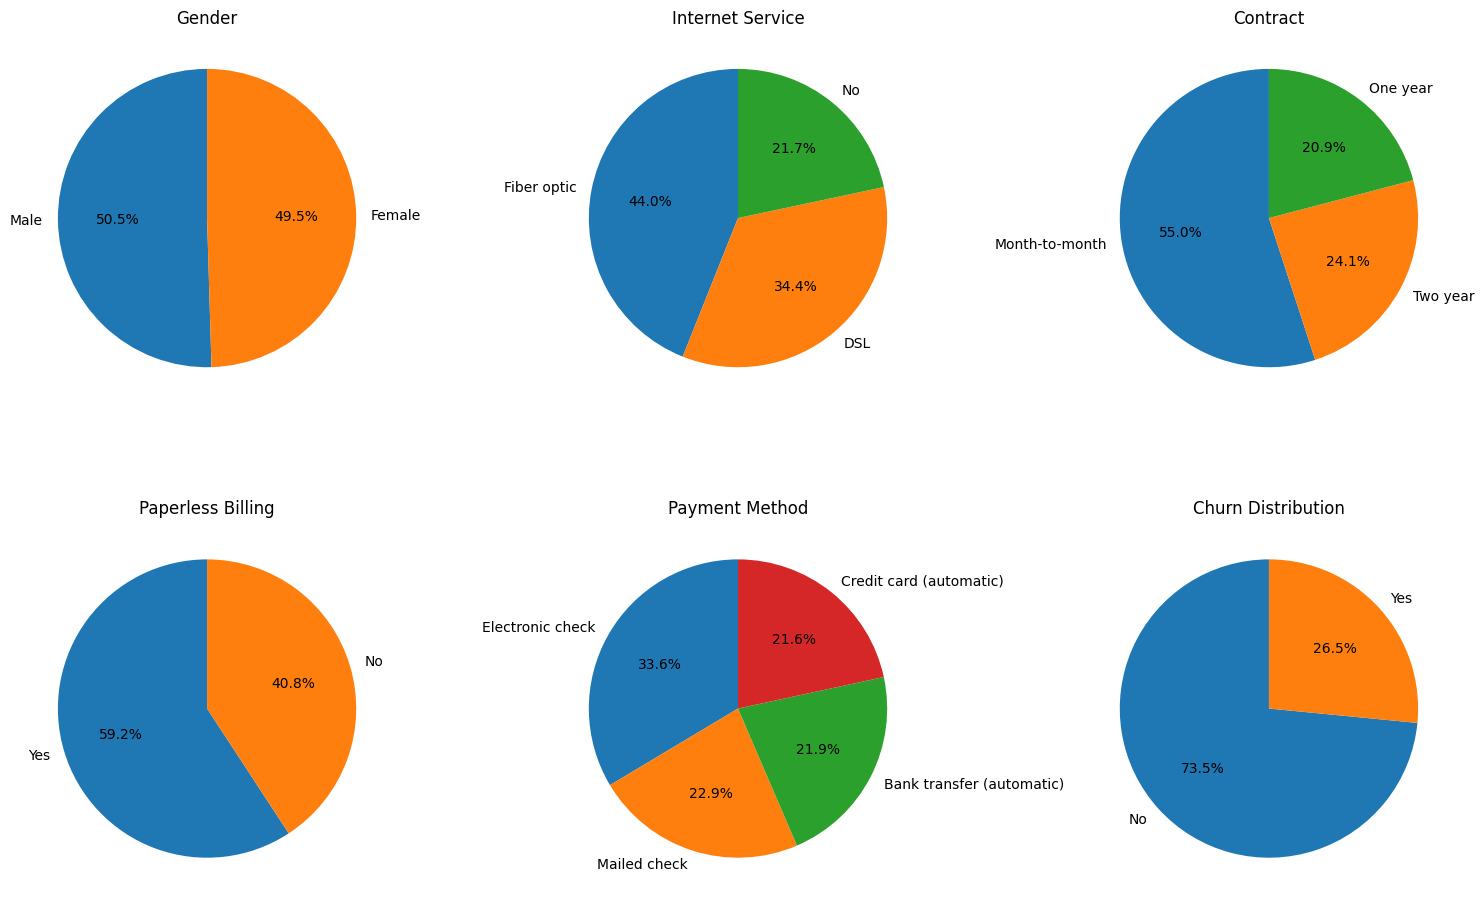 Gender
Male
50.5%
49.5%
Female
Internet Service
No
21.7%
Fiber optic
44.0%
34.4%
DSL
Contract
One year
20.9%
Month-to-month
55.0%
24.1%
Two year
Paperless Billing
No
40.8%
59.2%
Yes
Payment Method
Credit card (automatic)
Electronic check
21.6%
33.6%
21.9%
Bank transfer (automatic)
22.9%
Mailed check
Churn Distribution
Yes
26.5%
73.5%
No